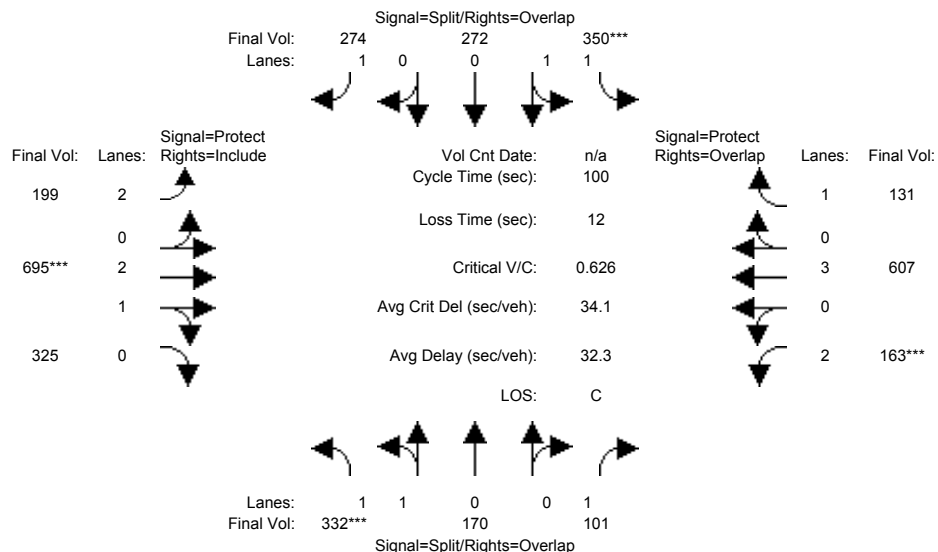 Signal=Split/Rights=Overlap
Final Vol: 274 272 350***
Lanes: 1 0 0 1 1
Signal=Protect Signal=Protect
Final Vol: Lanes: Rights=Include Vol Cnt Date: n/a Rights=Overlap Lanes: Final Vol:
Cycle Time (sec): 100
199 2 1 131
Loss Time (sec): 12
0 0
695*** 2 Critical V/C: 0.626 3 607
1 Avg Crit Del (sec/veh): 34.1 0
325 0 Avg Delay (sec/veh): 32.3 2 163***
LOS: C
Lanes: 1 1 0 0 1
Final Vol: 332*** 170 101
Signal=Split/Rights=Overlap